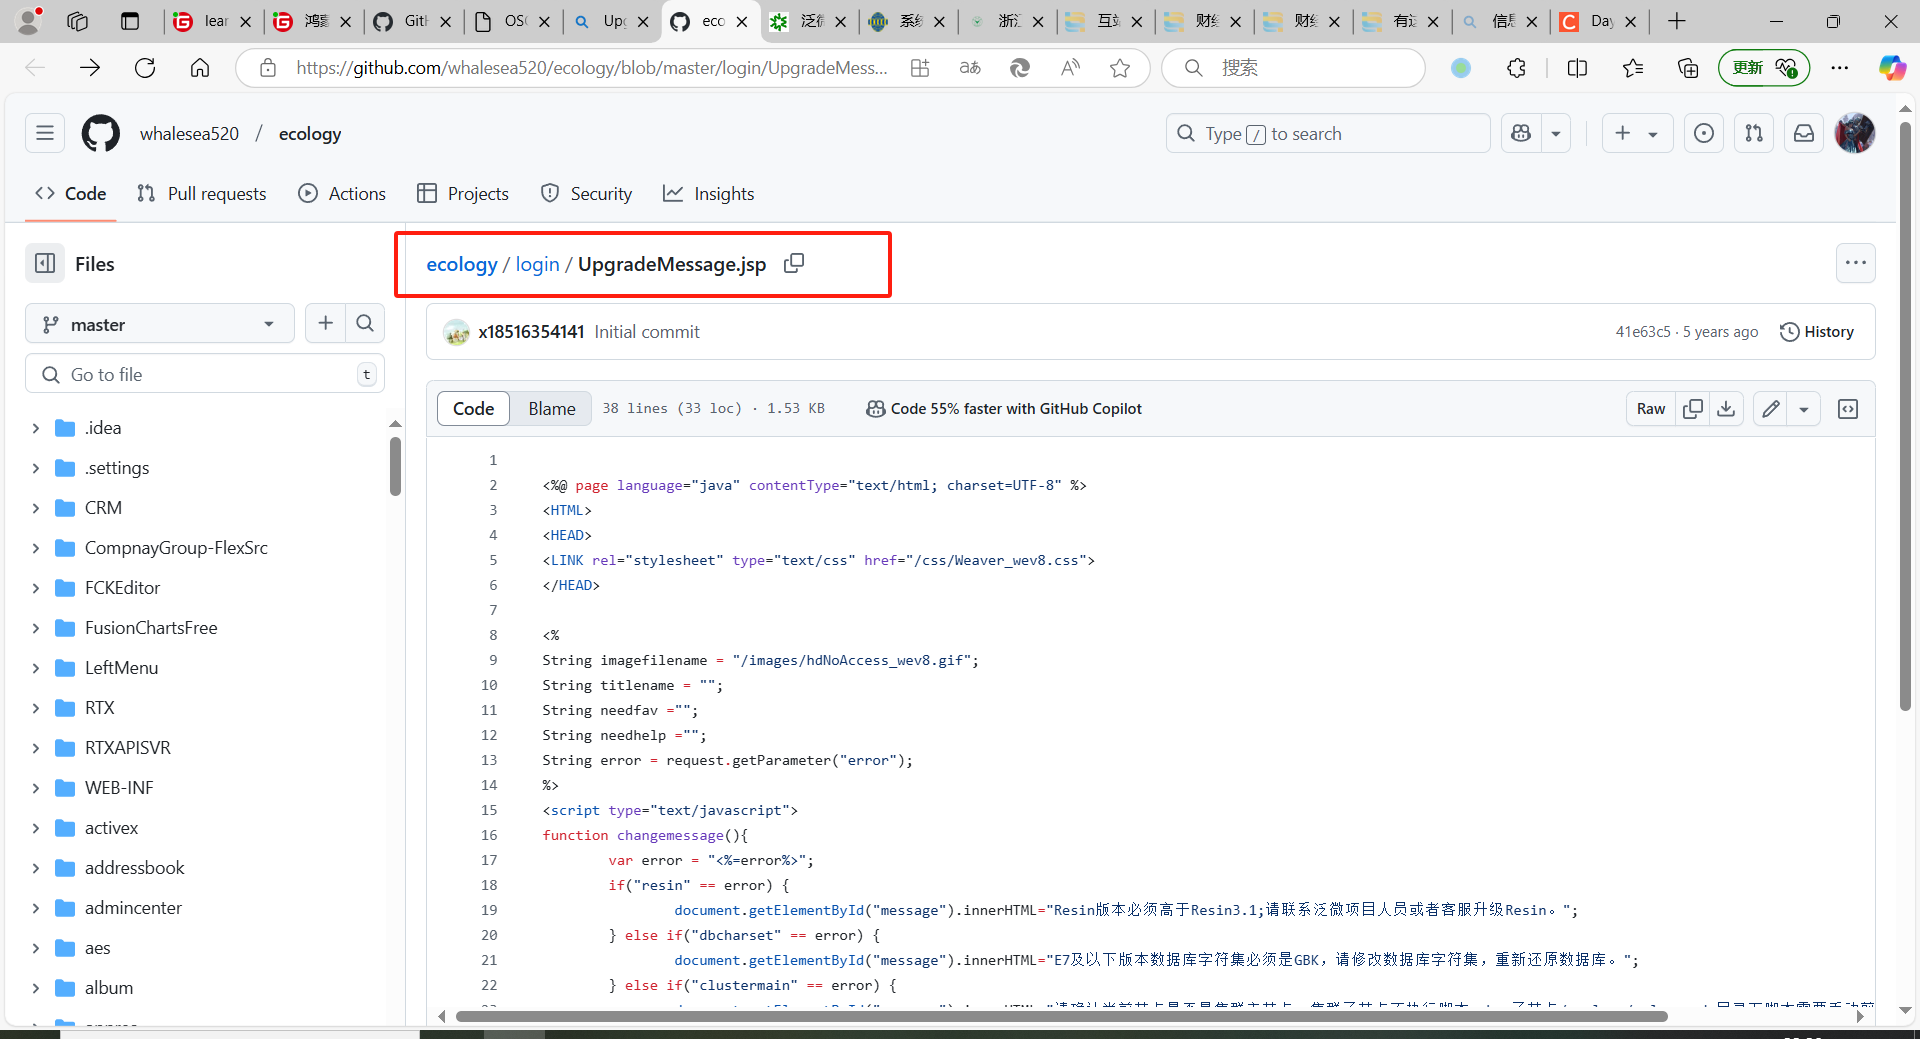 lear
鸿蒙
GitH
OSC
Upg
eco
泛微
系统
浙江
互站
财经
财经
有运
信息
Day
https://github.com/whalesea520/ecology/blob/master/login/UpgradeMess...
搜索
更新
whalesea520 / ecology
Type / to search
Code
Pull requests
Actions
Projects
Security
Insights
Files
ecology / login / UpgradeMessage.jsp
master
x18516354141 Initial commit
41e63c5 · 5 years ago
History
Go to file
t
Code
Blame
38 lines (33 loc) · 1.53 KB
Code 55% faster with GitHub Copilot
Raw
.idea
.settings
CRM
CompnayGroup-FlexSrc
FCKEditor
FusionChartsFree
LeftMenu
RTX
RTXAPISVR
WEB-INF
activex
addressbook
admincenter
aes
album
1
2 <%@ page language="java" contentType="text/html; charset=UTF-8" %>
3 <HTML>
4 <HEAD>
5 <LINK rel="stylesheet" type="text/css" href="/css/Weaver_wev8.css">
6 </HEAD>
7
8 <%
9 String imagefilename = "/images/hdNoAccess_wev8.gif";
10 String titlename = "";
11 String needfav ="";
12 String needhelp ="";
13 String error = request.getParameter("error");
14 %>
15 <script type="text/javascript">
16 function changemessage(){
17 var error = "<%=error%>";
18 if("resin" == error) {
19 document.getElementById("message").innerHTML="Resin版本必须高于Resin3.1;请联系泛微项目人员或者客服升级Resin。";
20 } else if("dbcharset" == error) {
21 document.getElementById("message").innerHTML="E7及以下版本数据库字符集必须是GBK，请修改数据库字符集，重新还原数据库。";
22 } else if("clustermain" == error) {